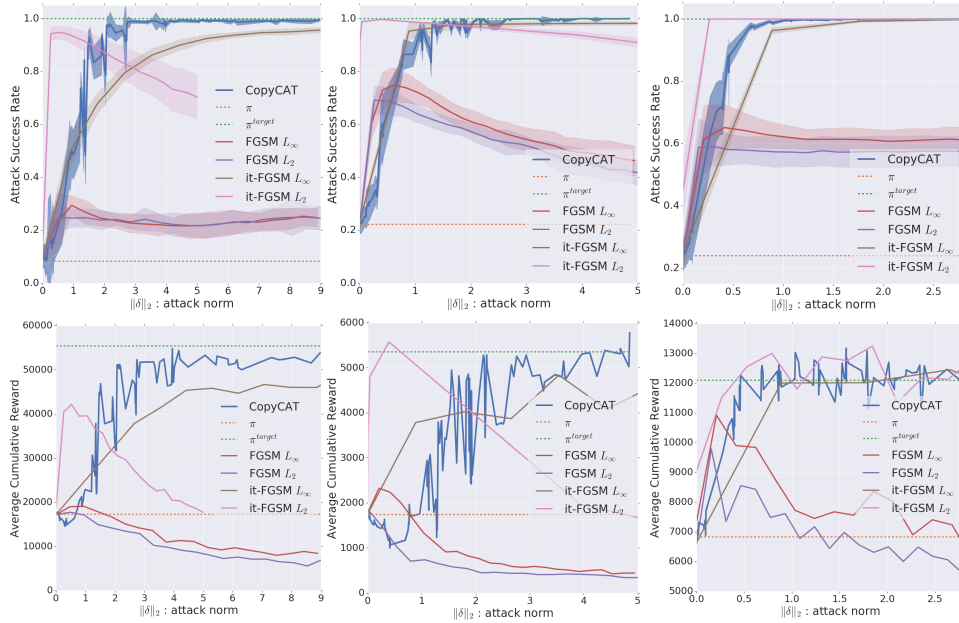 1.0
0.8
0.6
0.4
0.2
0.0
Attack Success Rate
CopyCAT
π
π^target
FGSM L∞
FGSM L2
it-FGSM L∞
it-FGSM L2
0 1 2 3 4 5 6 7 8 9
‖δ‖2 : attack norm
1.0
0.8
0.6
0.4
0.2
0.0
Attack Success Rate
CopyCAT
π
π^target
FGSM L∞
FGSM L2
it-FGSM L∞
it-FGSM L2
0 1 2 3 4 5
‖δ‖2 : attack norm
1.0
0.8
0.6
0.4
0.2
Attack Success Rate
CopyCAT
π
π^target
FGSM L∞
FGSM L2
it-FGSM L∞
it-FGSM L2
0.0 0.5 1.0 1.5 2.0 2.5
‖δ‖2 : attack norm
60000
50000
40000
30000
20000
10000
0
Average Cumulative Reward
CopyCAT
π
π^target
FGSM L∞
FGSM L2
it-FGSM L∞
it-FGSM L2
0 1 2 3 4 5 6 7 8 9
‖δ‖2 : attack norm
6000
5000
4000
3000
2000
1000
0
Average Cumulative Reward
CopyCAT
π
π^target
FGSM L∞
FGSM L2
it-FGSM L∞
it-FGSM L2
0 1 2 3 4 5
‖δ‖2 : attack norm
14000
13000
12000
11000
10000
9000
8000
7000
6000
5000
Average Cumulative Reward
CopyCAT
π
π^target
FGSM L∞
FGSM L2
it-FGSM L∞
it-FGSM L2
0.0 0.5 1.0 1.5 2.0 2.5
‖δ‖2 : attack norm